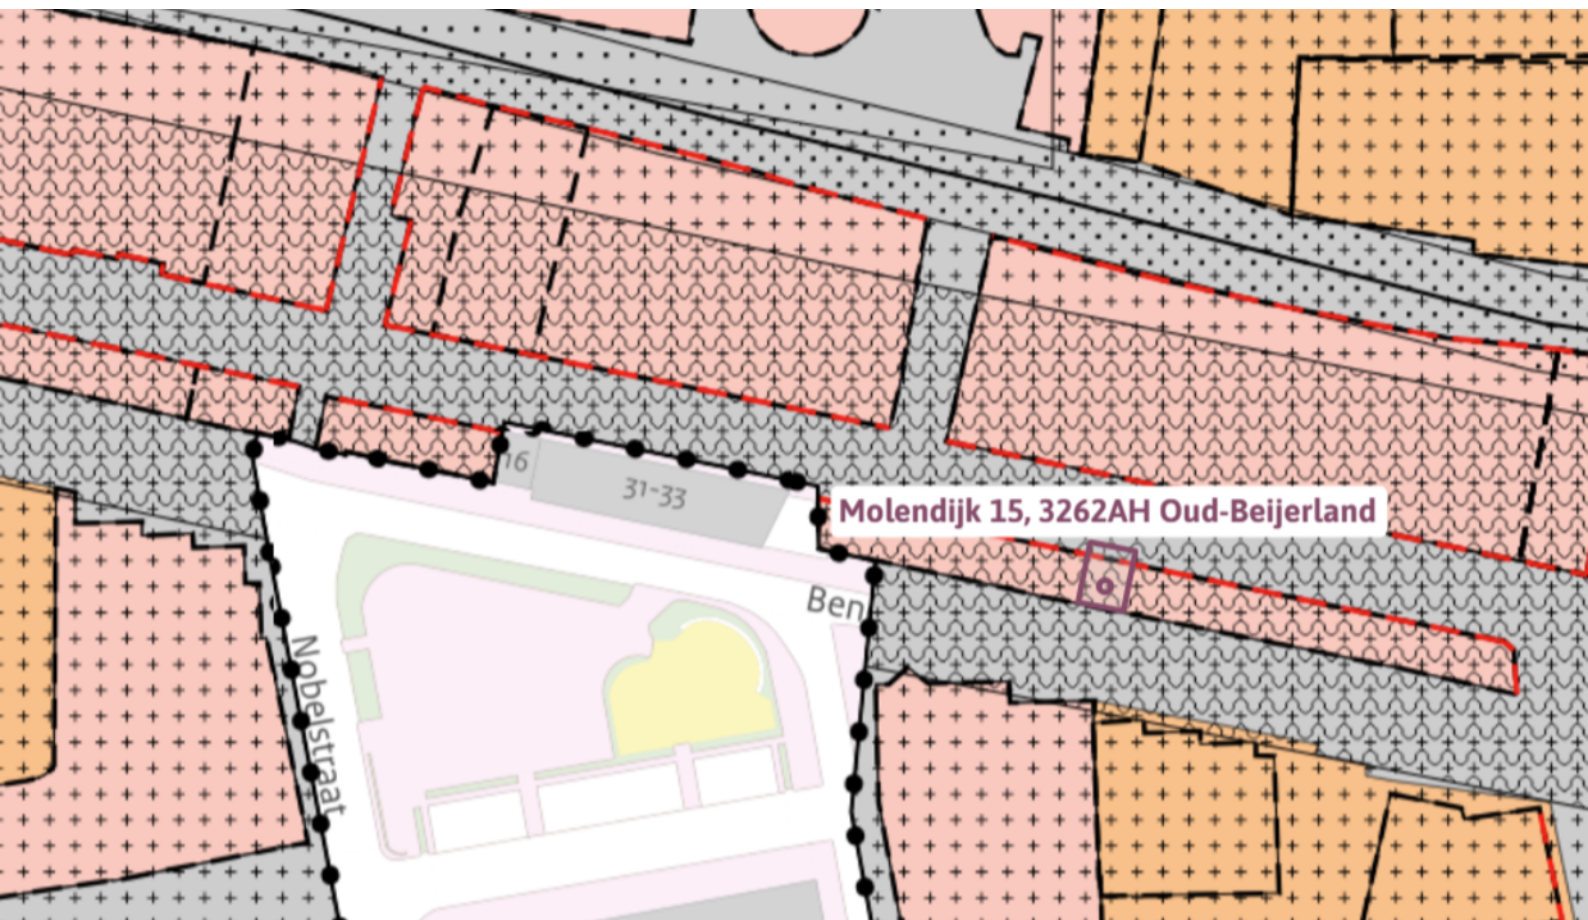 16
31-33
Molendijk 15, 3262AH Oud-Beijerland
Ben
Nobelstraat